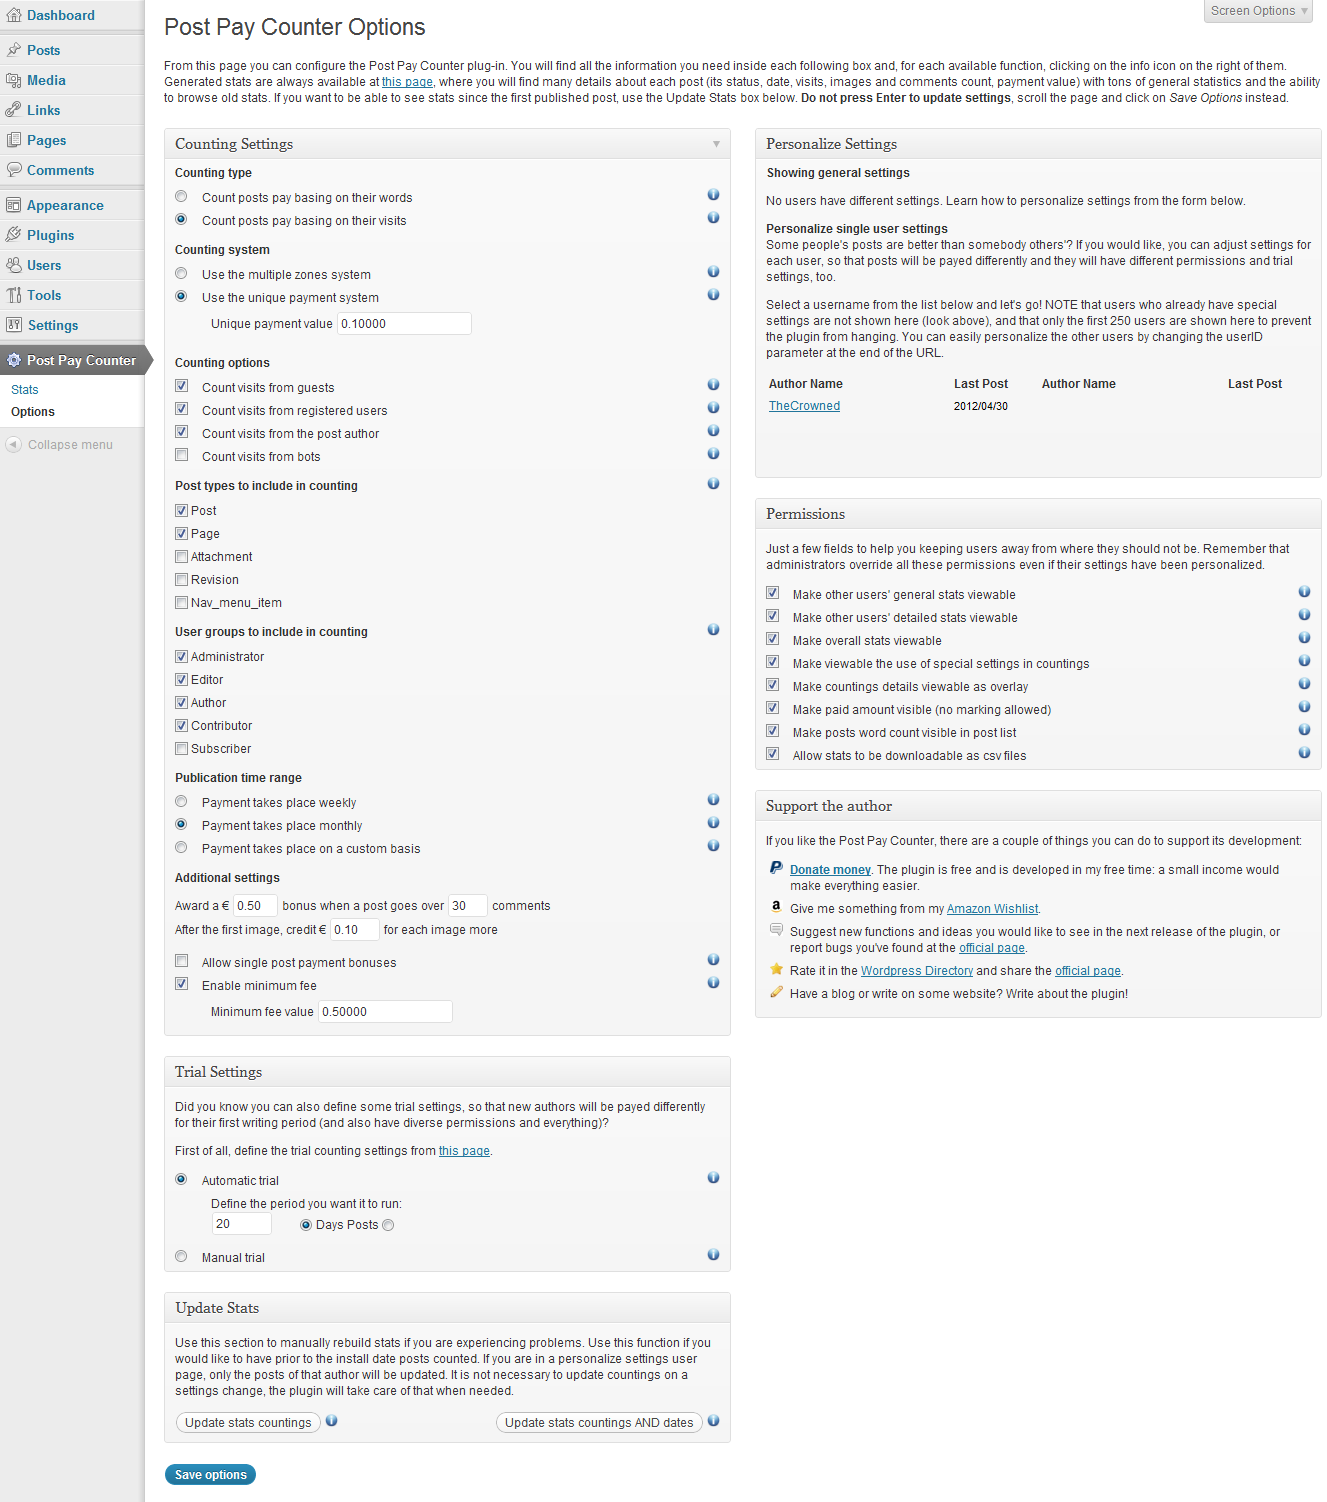 Dashboard
Posts
Media
Links
Pages
Comments
Appearance
Plugins
Users
Tools
Settings
Post Pay Counter
Stats
Options
Collapse menu
Screen Options
Post Pay Counter Options
From this page you can configure the Post Pay Counter plug-in. You will find all the information you need inside each following box and, for each available function, clicking on the info icon on the right of them.
Generated stats are always available at this page, where you will find many details about each post (its status, date, visits, images and comments count, payment value) with tons of general statistics and the ability
to browse old stats. If you want to be able to see stats since the first published post, use the Update Stats box below. Do not press Enter to update settings, scroll the page and click on Save Options instead.
Counting Settings
Counting type
Count posts pay basing on their words
Count posts pay basing on their visits
Counting system
Use the multiple zones system
Use the unique payment system
Unique payment value 0.10000
Counting options
Count visits from guests
Count visits from registered users
Count visits from the post author
Count visits from bots
Post types to include in counting
Post
Page
Attachment
Revision
Nav_menu_item
User groups to include in counting
Administrator
Editor
Author
Contributor
Subscriber
Publication time range
Payment takes place weekly
Payment takes place monthly
Payment takes place on a custom basis
Additional settings
Award a € 0.50 bonus when a post goes over 30 comments
After the first image, credit € 0.10 for each image more
Allow single post payment bonuses
Enable minimum fee
Minimum fee value 0.50000
Trial Settings
Did you know you can also define some trial settings, so that new authors will be payed differently
for their first writing period (and also have diverse permissions and everything)?
First of all, define the trial counting settings from this page.
Automatic trial
Define the period you want it to run:
20 Days Posts
Manual trial
Update Stats
Use this section to manually rebuild stats if you are experiencing problems. Use this function if you
would like to have prior to the install date posts counted. If you are in a personalize settings user
page, only the posts of that author will be updated. It is not necessary to update countings on a
settings change, the plugin will take care of that when needed.
Update stats countings
Update stats countings AND dates
Save options
Personalize Settings
Showing general settings
No users have different settings. Learn how to personalize settings from the form below.
Personalize single user settings
Some people's posts are better than somebody others'? If you would like, you can adjust settings for
each user, so that posts will be payed differently and they will have different permissions and trial
settings, too.
Select a username from the list below and let's go! NOTE that users who already have special
settings are not shown here (look above), and that only the first 250 users are shown here to prevent
the plugin from hanging. You can easily personalize the other users by changing the userID
parameter at the end of the URL.
Author Name Last Post Author Name Last Post
TheCrowned 2012/04/30
Permissions
Just a few fields to help you keeping users away from where they should not be. Remember that
administrators override all these permissions even if their settings have been personalized.
Make other users' general stats viewable
Make other users' detailed stats viewable
Make overall stats viewable
Make viewable the use of special settings in countings
Make countings details viewable as overlay
Make paid amount visible (no marking allowed)
Make posts word count visible in post list
Allow stats to be downloadable as csv files
Support the author
If you like the Post Pay Counter, there are a couple of things you can do to support its development:
Donate money. The plugin is free and is developed in my free time: a small income would
make everything easier.
Give me something from my Amazon Wishlist.
Suggest new functions and ideas you would like to see in the next release of the plugin, or
report bugs you've found at the official page.
Rate it in the Wordpress Directory and share the official page.
Have a blog or write on some website? Write about the plugin!